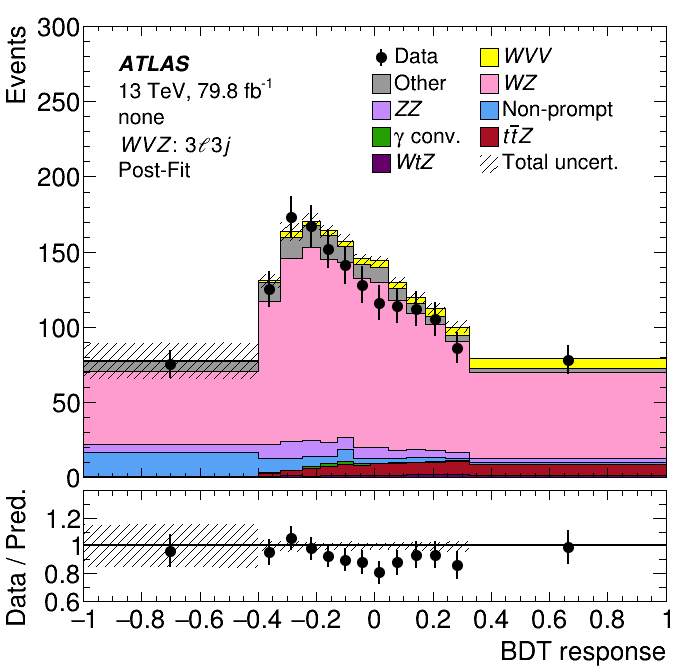 Events
300
250
200
150
100
50
0
ATLAS
13 TeV, 79.8 fb⁻¹
none
WVZ: 3ℓ3j
Post-Fit
Data
WVV
Other
WZ
ZZ
Non-prompt
γ conv.
tt̄Z
WtZ
Total uncert.
Data / Pred.
1.2
1
0.8
0.6
−1 −0.8 −0.6 −0.4 −0.2 0 0.2 0.4 0.6 0.8 1
BDT response